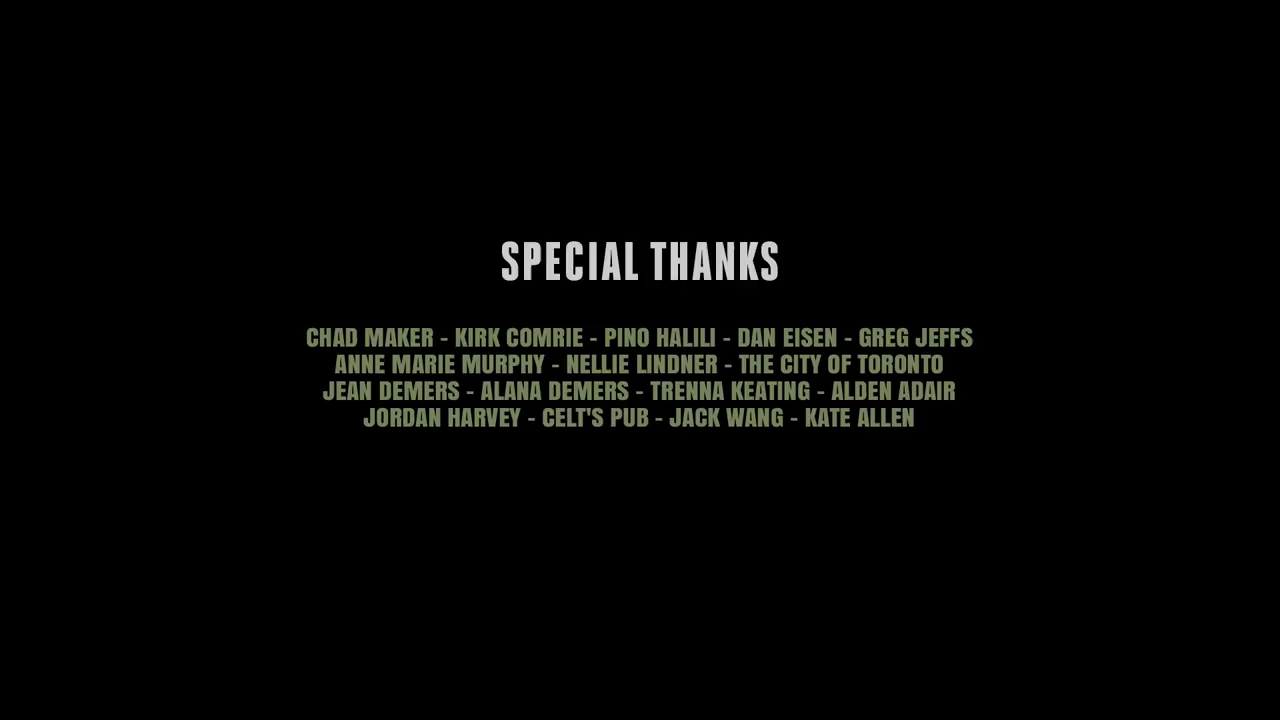 SPECIAL THANKS
CHAD MAKER - KIRK COMRIE - PINO HALILI - DAN EISEN - GREG JEFFS
ANNE MARIE MURPHY - NELLIE LINDNER - THE CITY OF TORONTO
JEAN DEMERS - ALANA DEMERS - TRENNA KEATING - ALDEN ADAIR
JORDAN HARVEY - CELT'S PUB - JACK WANG - KATE ALLEN